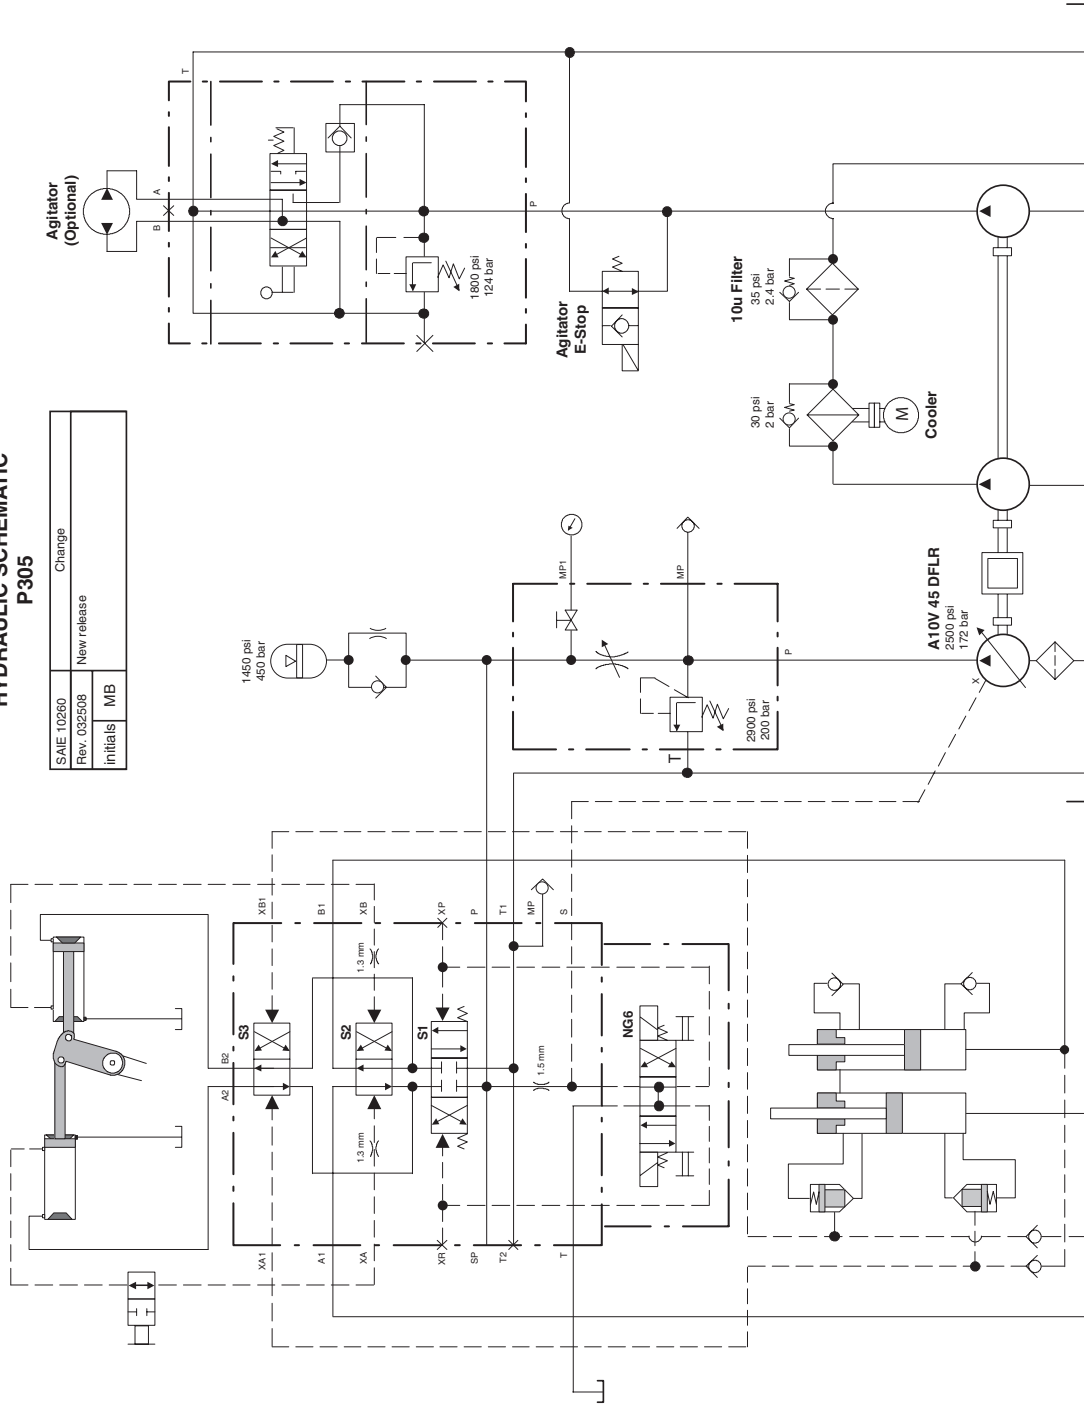 HYDRAULIC SCHEMATIC
P305
SAIE 10260
Change
Rev. 032508
New release
initials
MB
Agitator
(Optional)
T
B
A
P
1800 psi
124 bar
Agitator
E-Stop
10u Filter
35 psi
2.4 bar
30 psi
2 bar
M
Cooler
1450 psi
450 bar
MP1
MP
P
T
2900 psi
200 bar
A10V 45 DFLR
2500 psi
172 bar
X
XB1
B1
XB
XP
P
T1
MP
S
S3
S2
S1
1.3 mm
1.3 mm
1.5 mm
NG6
B2
A2
XA1
A1
XA
XR
SP
T2
T